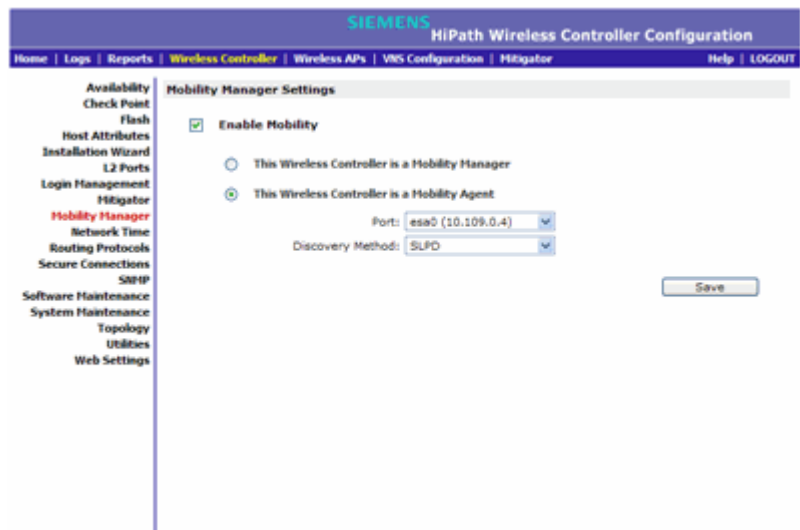 SIEMENS
HiPath Wireless Controller Configuration
Home | Logs | Reports | Wireless Controller | Wireless APs | VNS Configuration | Mitigator Help | LOGOUT
Availability
Check Point
Flash
Host Attributes
Installation Wizard
L2 Ports
Login Management
Mitigator
Mobility Manager
Network Time
Routing Protocols
Secure Connections
SNMP
Software Maintenance
System Maintenance
Topology
Utilities
Web Settings
Mobility Manager Settings
Enable Mobility
This Wireless Controller is a Mobility Manager
This Wireless Controller is a Mobility Agent
Port: esa0 (10.109.0.4)
Discovery Method: SLPD
Save